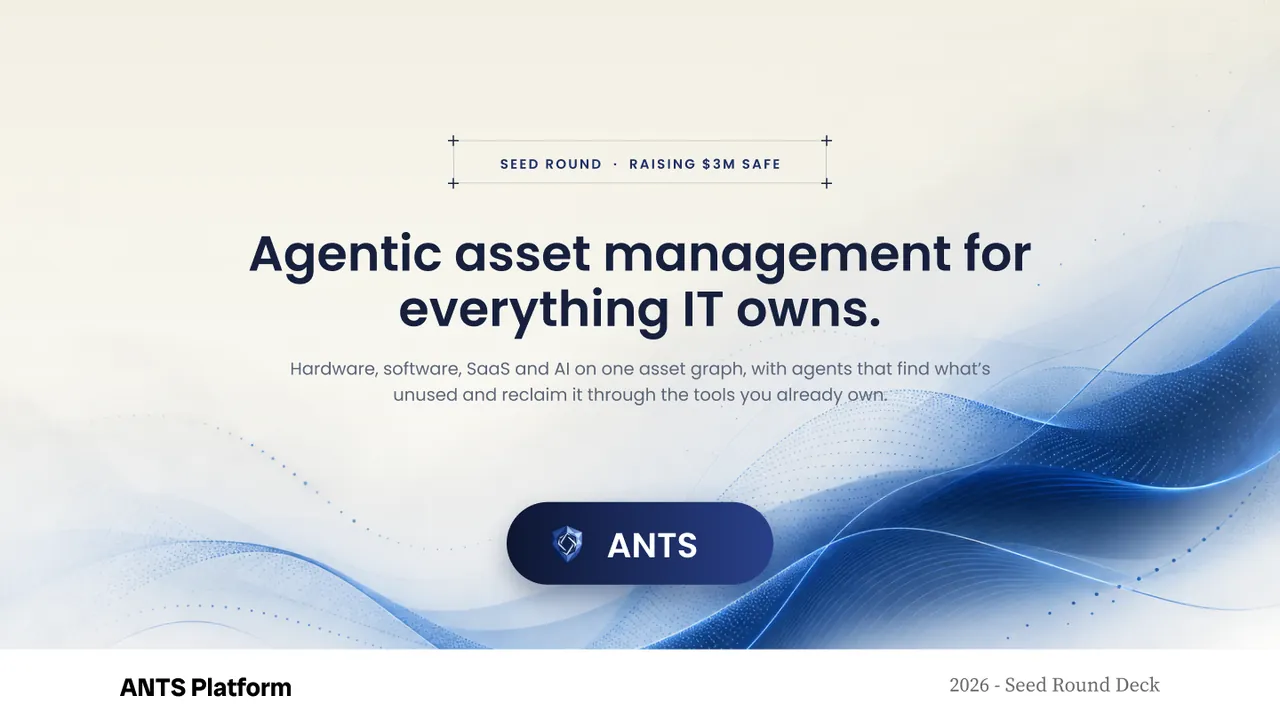 SEED ROUND · RAISING $3M SAFE
Agentic asset management for
everything IT owns.
Hardware, software, SaaS and AI on one asset graph, with agents that find what’s
unused and reclaim it through the tools you already own.
ANTS
ANTS Platform
2026 - Seed Round Deck